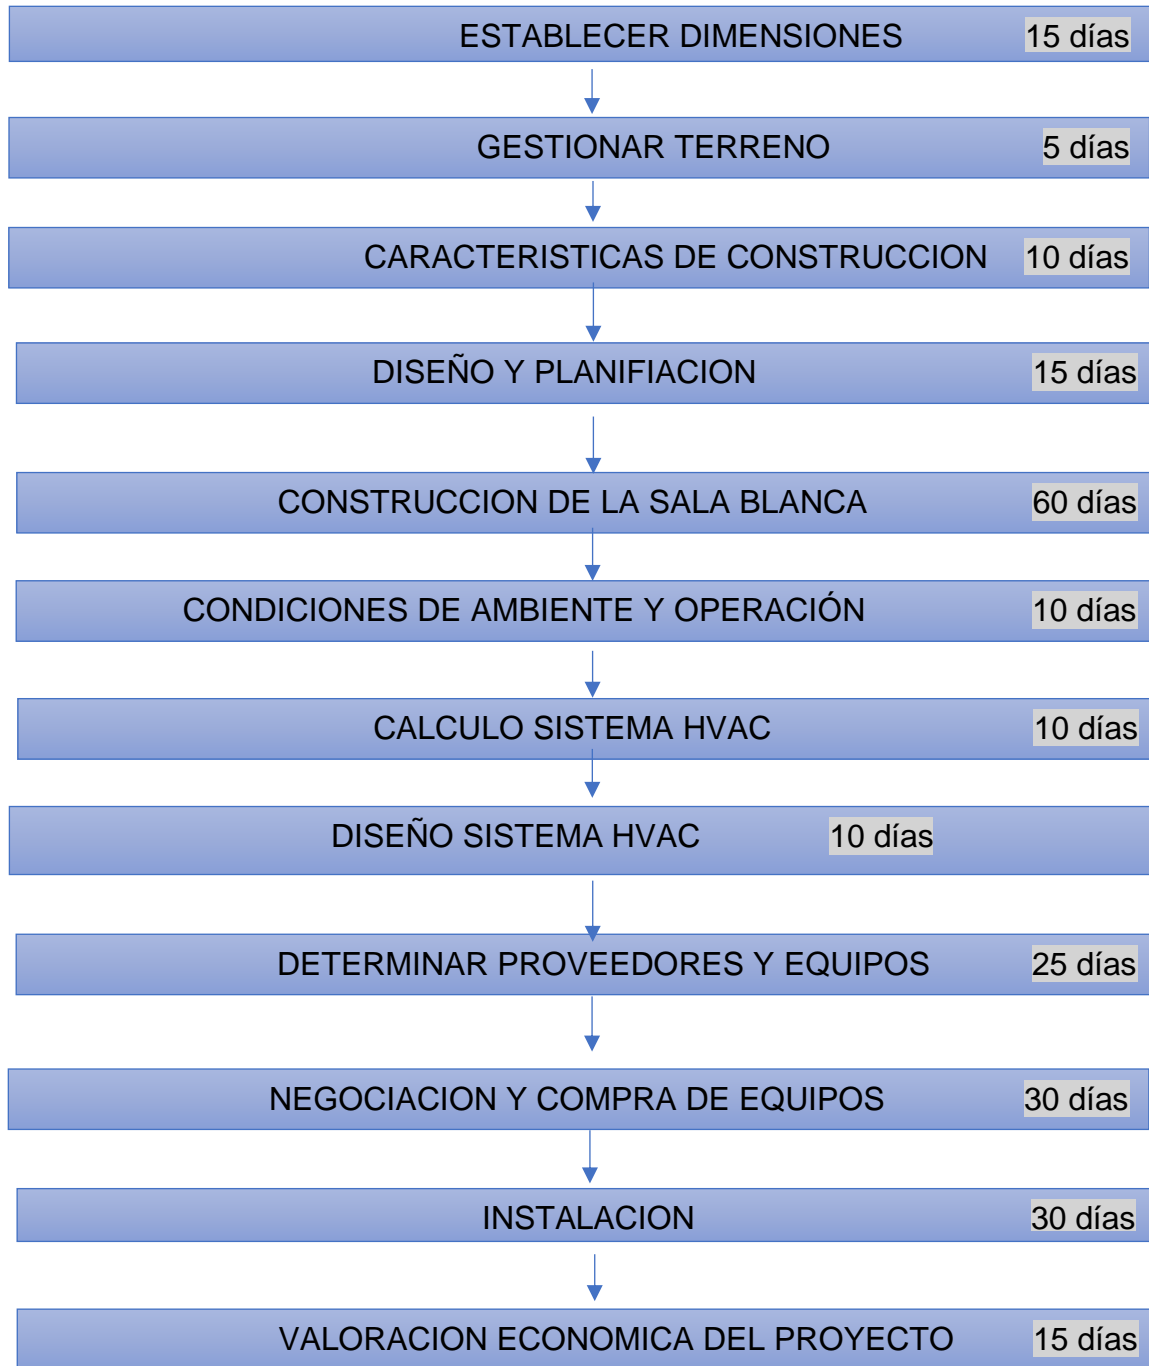 ESTABLECER DIMENSIONES 15 días
GESTIONAR TERRENO 5 días
CARACTERISTICAS DE CONSTRUCCION 10 días
DISEÑO Y PLANIFIACION 15 días
CONSTRUCCION DE LA SALA BLANCA 60 días
CONDICIONES DE AMBIENTE Y OPERACIÓN 10 días
CALCULO SISTEMA HVAC 10 días
DISEÑO SISTEMA HVAC 10 días
DETERMINAR PROVEEDORES Y EQUIPOS 25 días
NEGOCIACION Y COMPRA DE EQUIPOS 30 días
INSTALACION 30 días
VALORACION ECONOMICA DEL PROYECTO 15 días